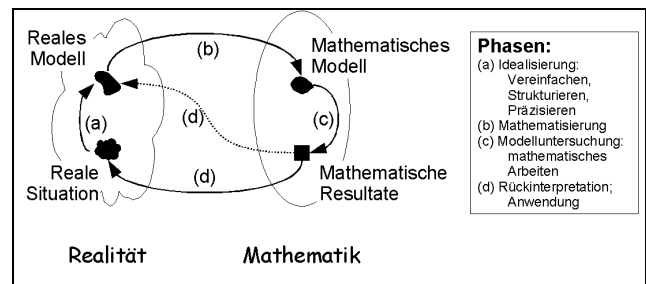 Reales
Modell
(b)
Mathematisches
Modell
(a)
(d)
(c)
Reale
Situation
(d)
Mathematische
Resultate
Realität
Mathematik
Phasen:
(a) Idealisierung:
Vereinfachen,
Strukturieren,
Präzisieren
(b) Mathematisierung
(c) Modelluntersuchung:
mathematisches
Arbeiten
(d) Rückinterpretation;
Anwendung